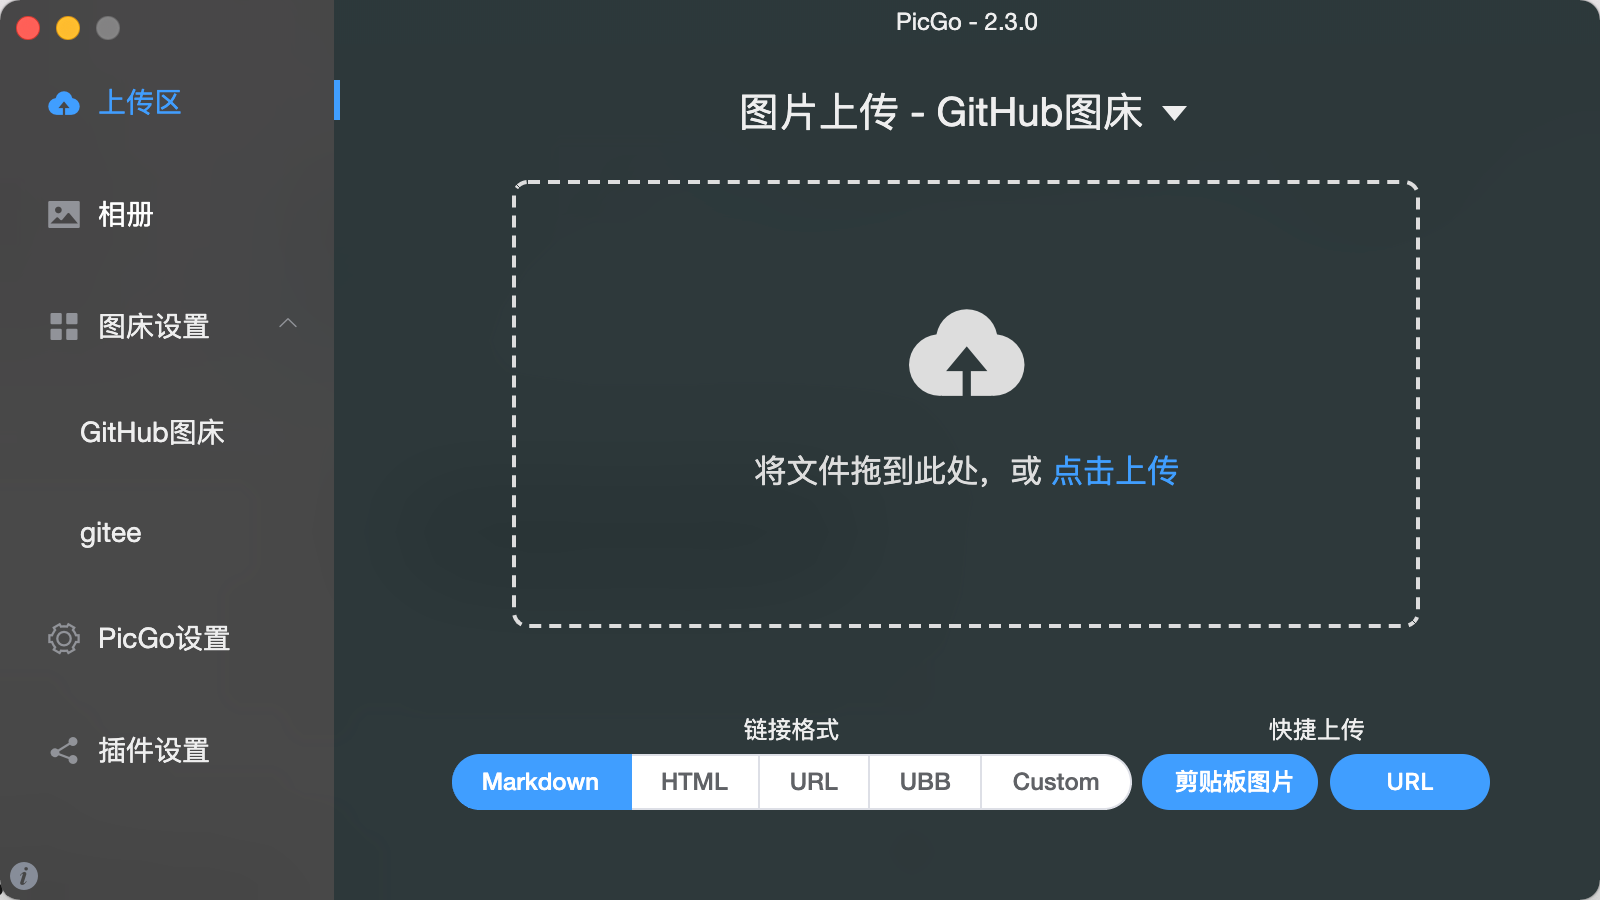 PicGo - 2.3.0
上传区
相册
图床设置
GitHub图床
gitee
PicGo设置
插件设置
图片上传 - GitHub图床
将文件拖到此处，或 点击上传
链接格式
Markdown HTML URL UBB Custom
快捷上传
剪贴板图片 URL
i